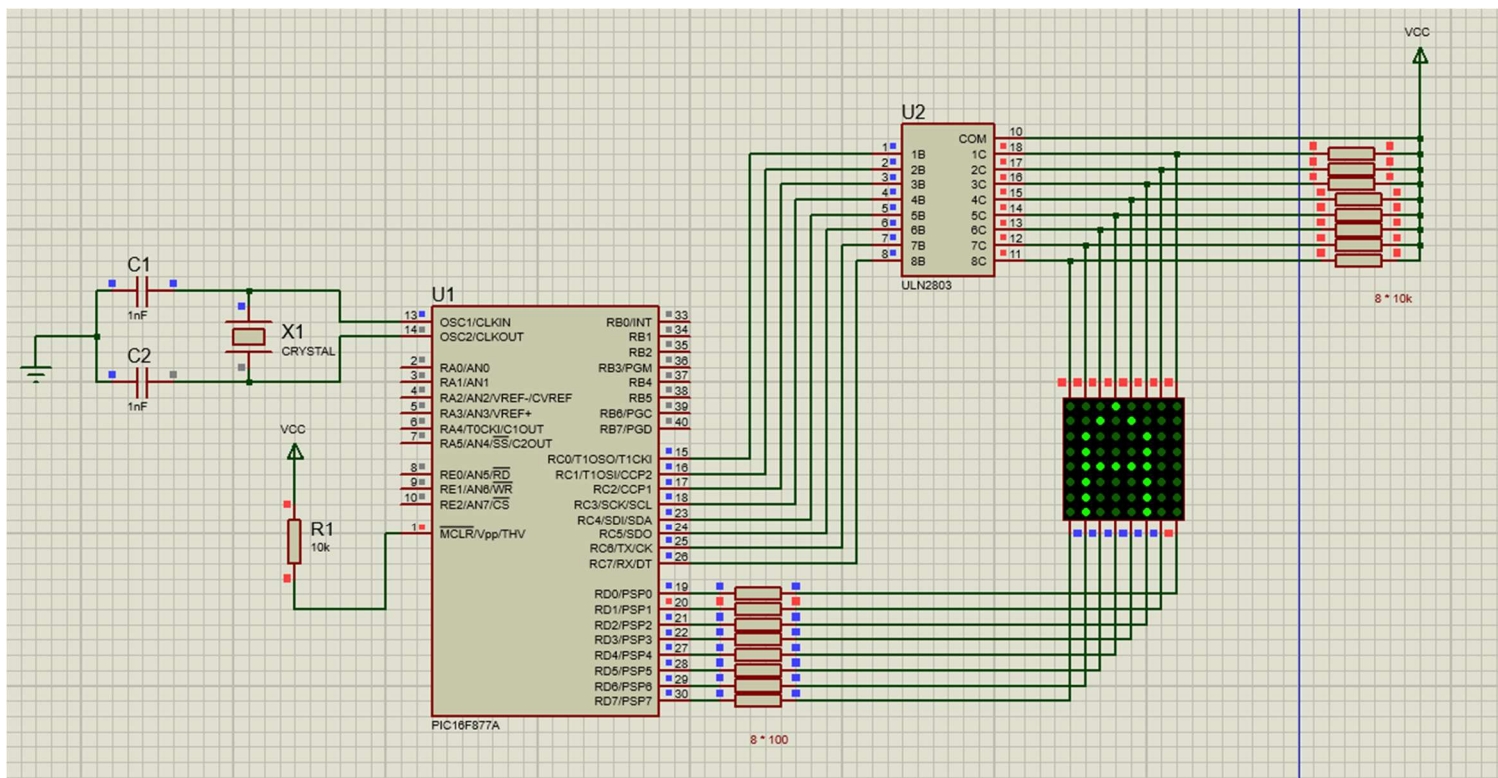 VCC
U2
10
COM
1 1B 1C 18
2 2B 2C 17
3 3B 3C 16
4 4B 4C 15
5 5B 5C 14
6 6B 6C 13
7 7B 7C 12
8 8B 8C 11
ULN2803
8 * 10k
C1
1nF
X1
CRYSTAL
C2
1nF
VCC
R1
10k
U1
13 OSC1/CLKIN RB0/INT 33
14 OSC2/CLKOUT RB1 34
RB2 35
2 RA0/AN0 RB3/PGM 36
3 RA1/AN1 RB4 37
4 RA2/AN2/VREF-/CVREF RB5 38
5 RA3/AN3/VREF+ RB6/PGC 39
6 RA4/T0CKI/C1OUT RB7/PGD 40
7 RA5/AN4/SS/C2OUT
RC0/T1OSO/T1CKI 15
8 RE0/AN5/RD RC1/T1OSI/CCP2 16
9 RE1/AN6/WR RC2/CCP1 17
10 RE2/AN7/CS RC3/SCK/SCL 18
RC4/SDI/SDA 23
1 MCLR/Vpp/THV RC5/SDO 24
RC6/TX/CK 25
RC7/RX/DT 26
RD0/PSP0 19
RD1/PSP1 20
RD2/PSP2 21
RD3/PSP3 22
RD4/PSP4 27
RD5/PSP5 28
RD6/PSP6 29
RD7/PSP7 30
PIC16F877A
8 * 100
A